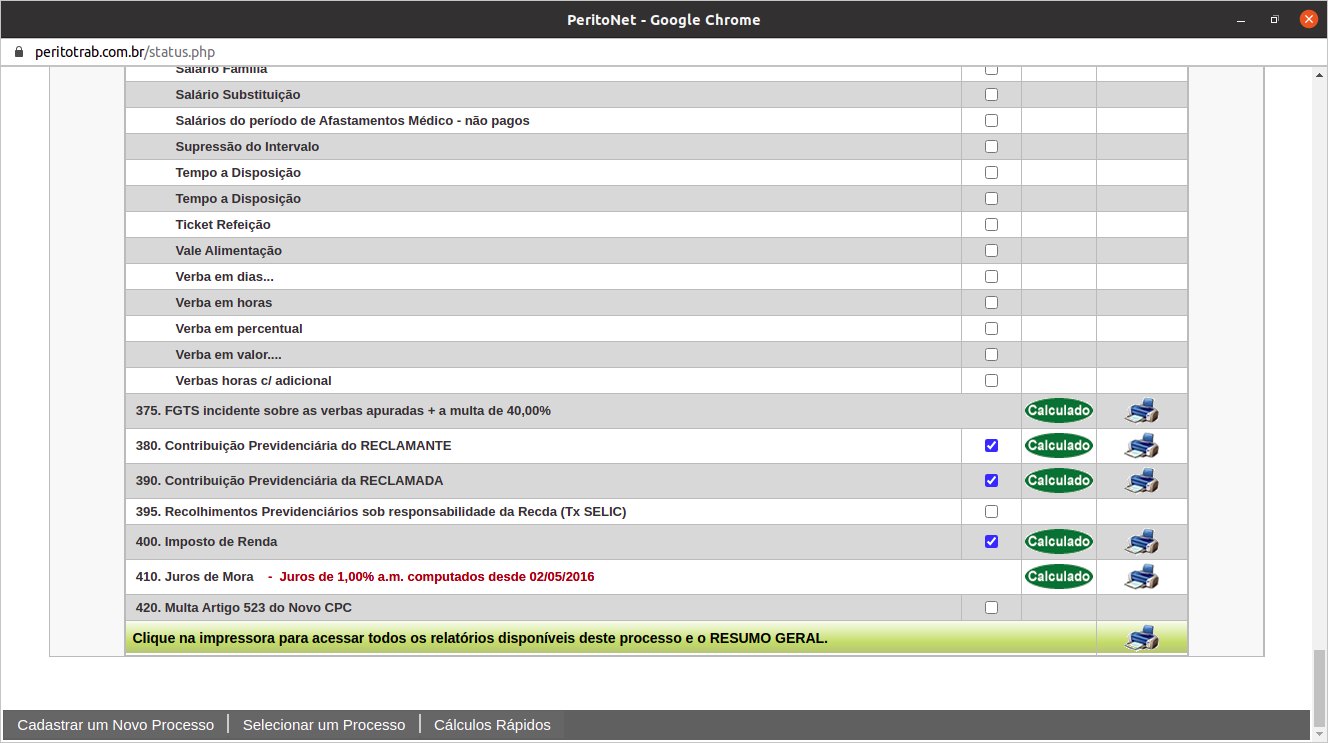 PeritoNet - Google Chrome
peritotrab.com.br/status.php
Salário Família
Salário Substituição
Salários do período de Afastamentos Médico - não pagos
Supressão do Intervalo
Tempo a Disposição
Tempo a Disposição
Ticket Refeição
Vale Alimentação
Verba em dias...
Verba em horas
Verba em percentual
Verba em valor....
Verbas horas c/ adicional
375. FGTS incidente sobre as verbas apuradas + a multa de 40,00% Calculado
380. Contribuição Previdenciária do RECLAMANTE Calculado
390. Contribuição Previdenciária da RECLAMADA Calculado
395. Recolhimentos Previdenciários sob responsabilidade da Recda (Tx SELIC)
400. Imposto de Renda Calculado
410. Juros de Mora - Juros de 1,00% a.m. computados desde 02/05/2016 Calculado
420. Multa Artigo 523 do Novo CPC
Clique na impressora para acessar todos os relatórios disponíveis deste processo e o RESUMO GERAL.
Cadastrar um Novo Processo Selecionar um Processo Cálculos Rápidos